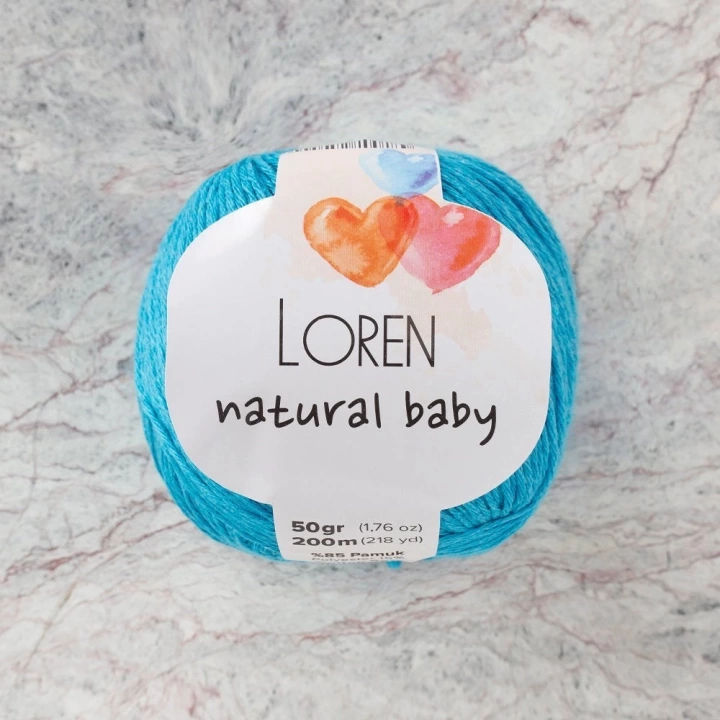 LOREN
natural baby
50gr (1,76 oz)
200m (218 yd)
%85 Pamuk